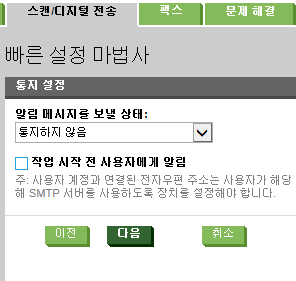 스캔/디지털 전송 팩스 문제 해결
빠른 설정 마법사
통지 설정
알림 메시지를 보낼 상태:
통지하지 않음
작업 시작 전 사용자에게 알림
주: 사용자 계정과 연결된 전자우편 주소는 사용자가 해당
해 SMTP 서버를 사용하도록 장치을 설정해야 합니다.
이전 다음 취소